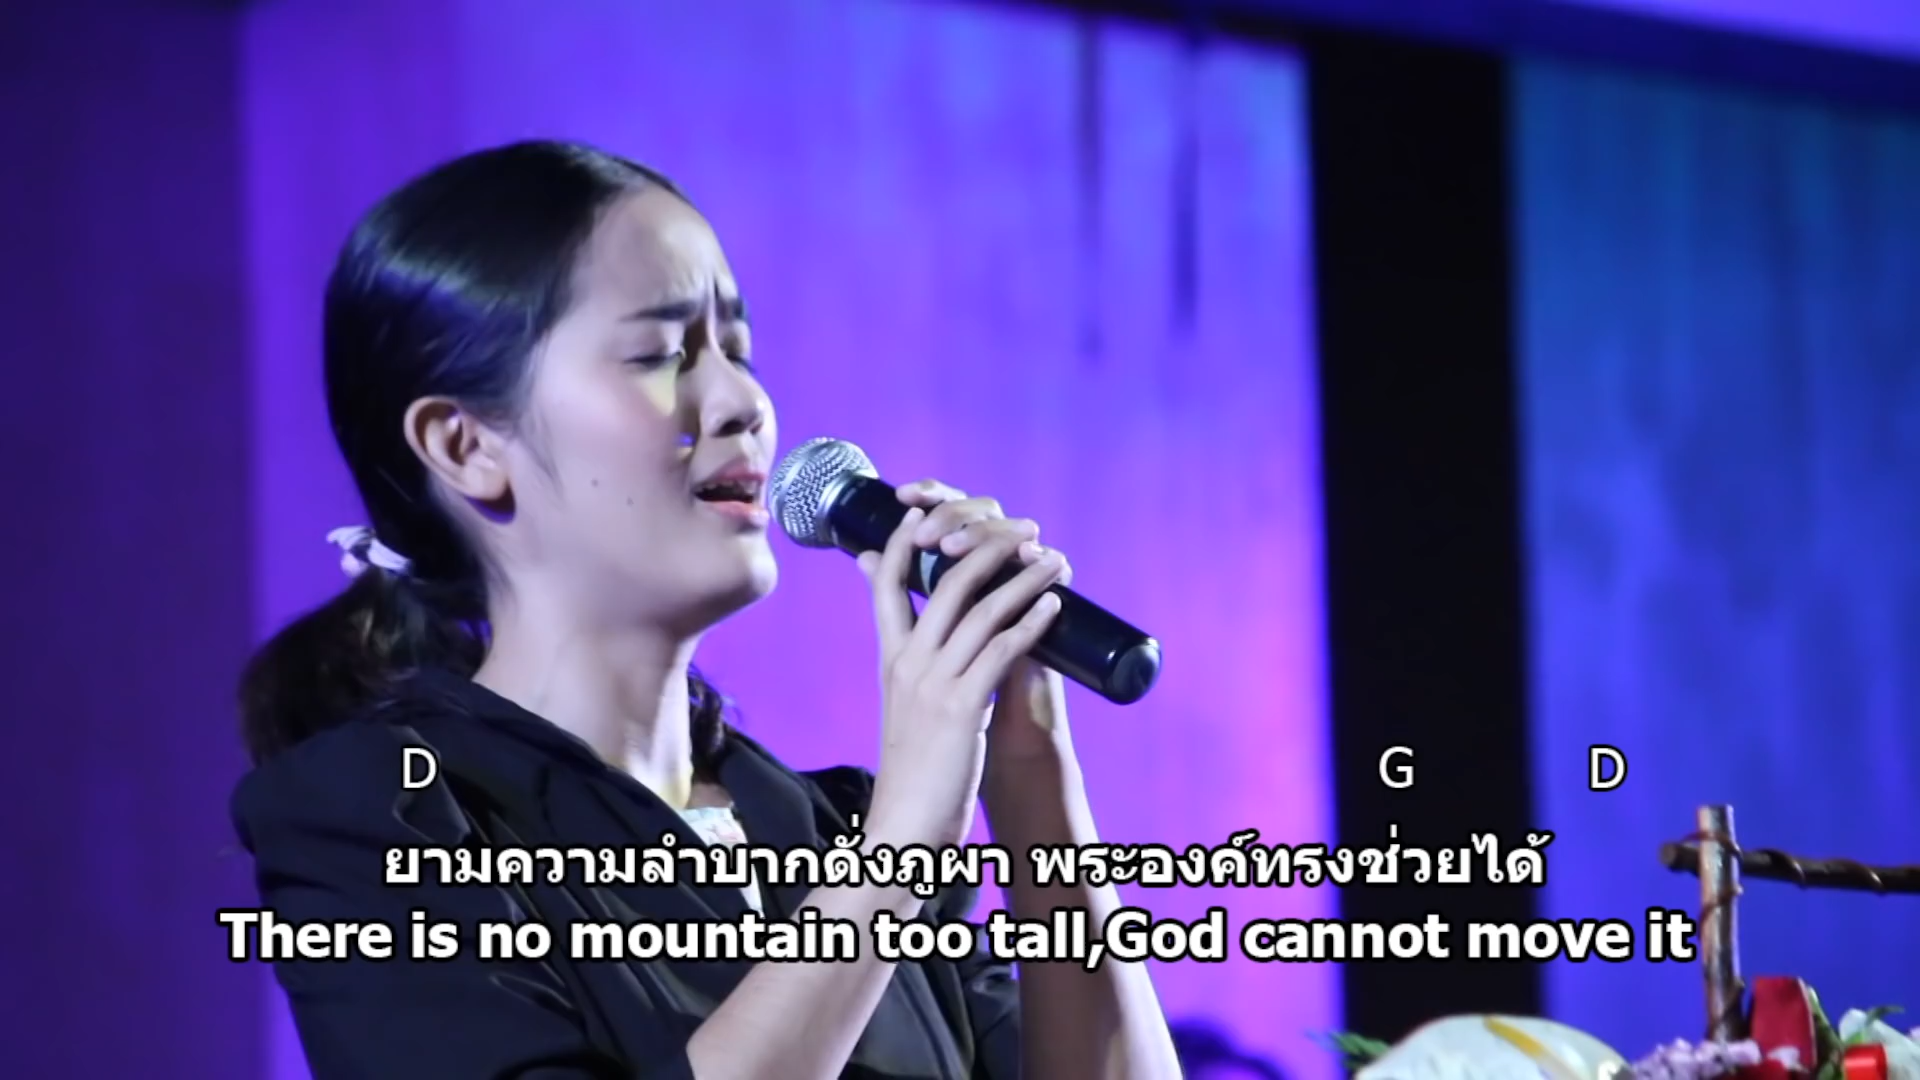 D G D
ยามความลำบากดั่งภูผา พระองค์ทรงช่วยได้
There is no mountain too tall,God cannot move it